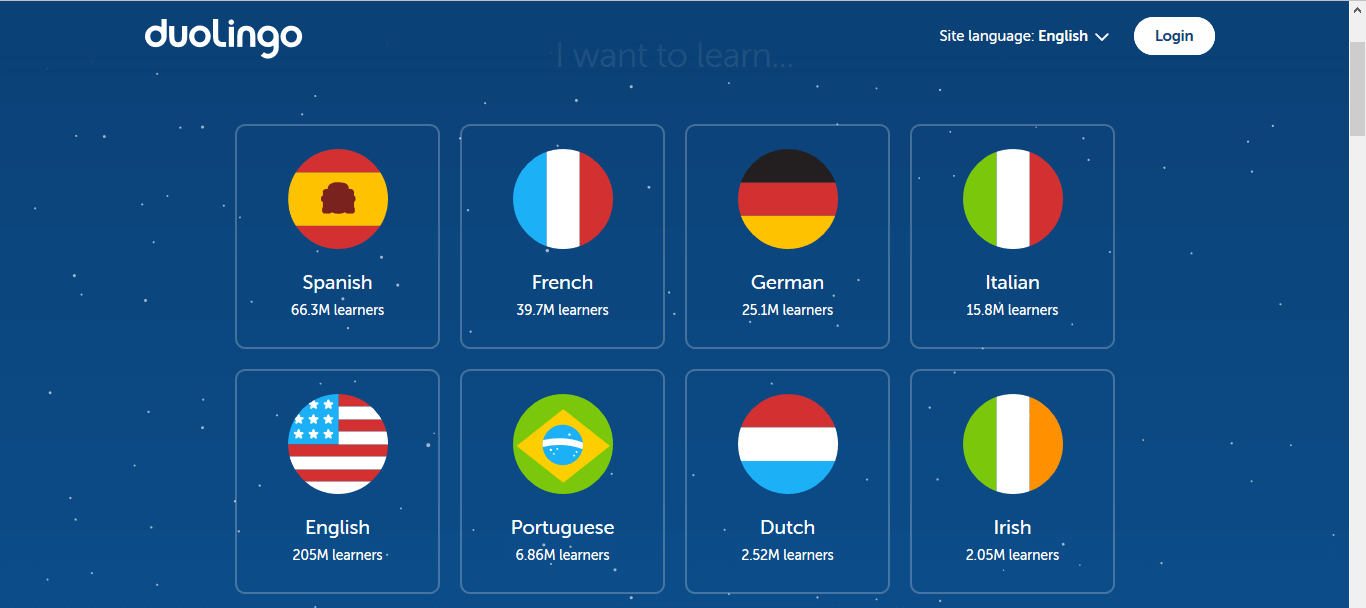 duolingo
Site language: English
Login
I want to learn...
Spanish
66.3M learners
French
39.7M learners
German
25.1M learners
Italian
15.8M learners
English
205M learners
Portuguese
6.86M learners
Dutch
2.52M learners
Irish
2.05M learners